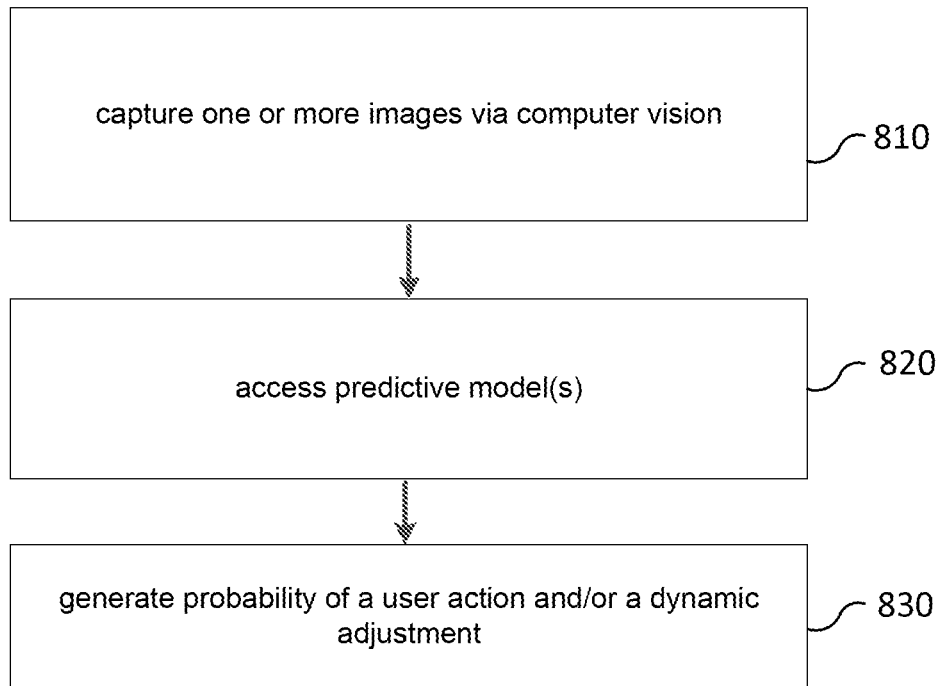 capture one or more images via computer vision
810
access predictive model(s)
820
generate probability of a user action and/or a dynamic
adjustment
830